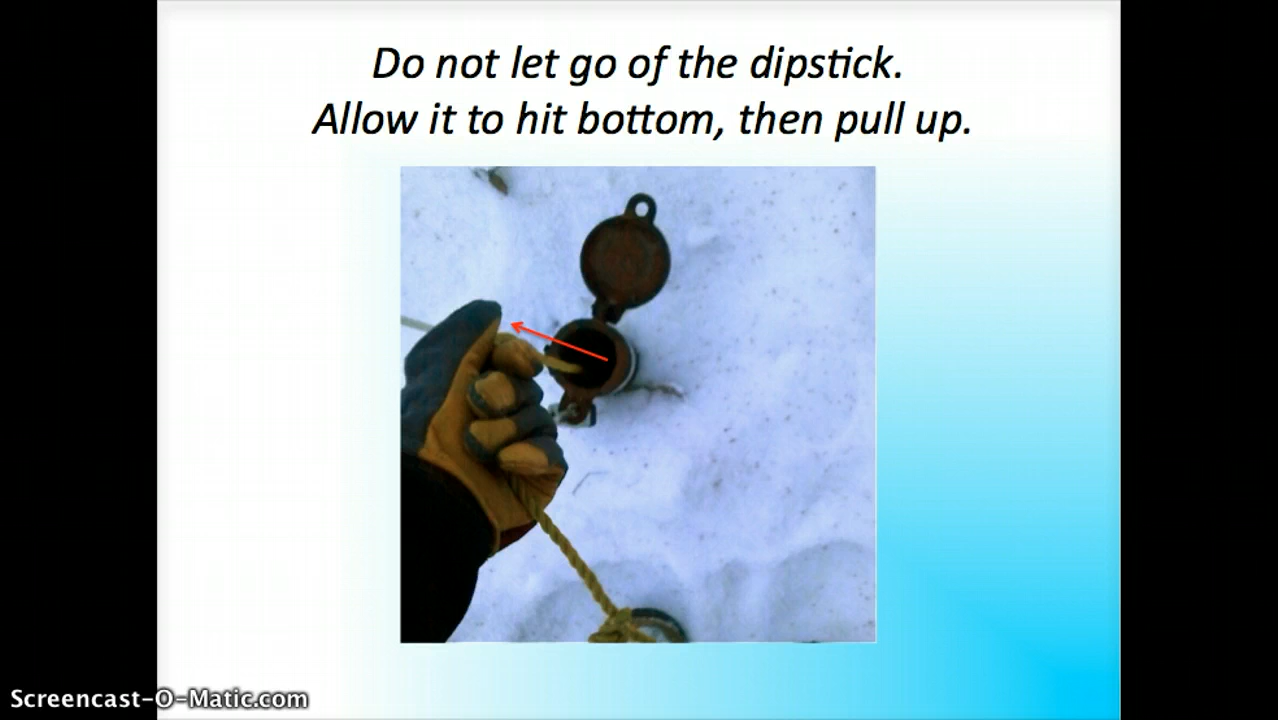 Do not let go of the dipstick.
Allow it to hit bottom, then pull up.
Screencast-O-Matic.com